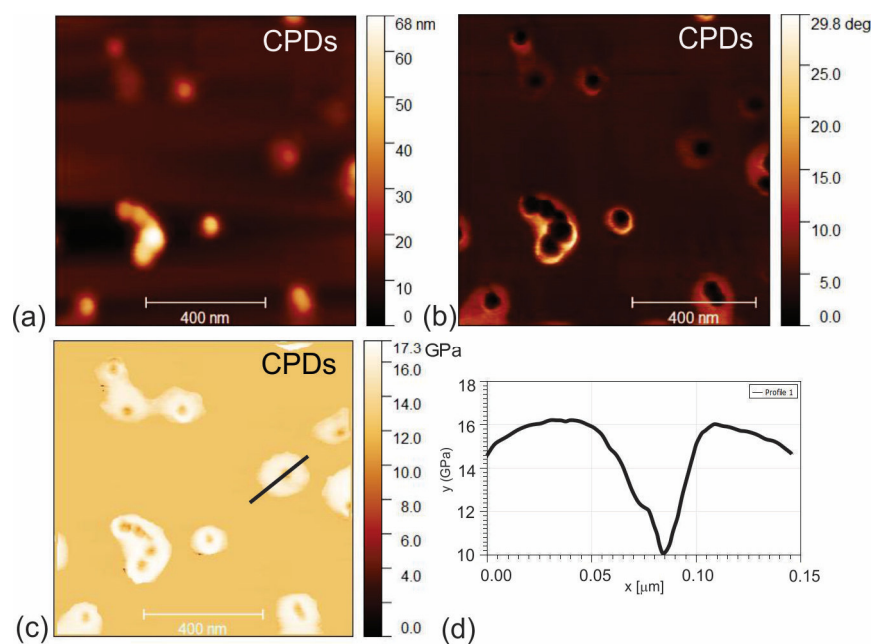 CPDs
68 nm
60
50
40
30
20
10
0
400 nm
(a)
CPDs
29.8 deg
25.0
20.0
15.0
10.0
5.0
0.0
400 nm
(b)
CPDs
17.3 GPa
16.0
14.0
12.0
10.0
8.0
6.0
4.0
0.0
400 nm
(c)
18
16
14
12
10
y (GPa)
Profile 1
0.00 0.05 0.10 0.15
x [µm]
(d)